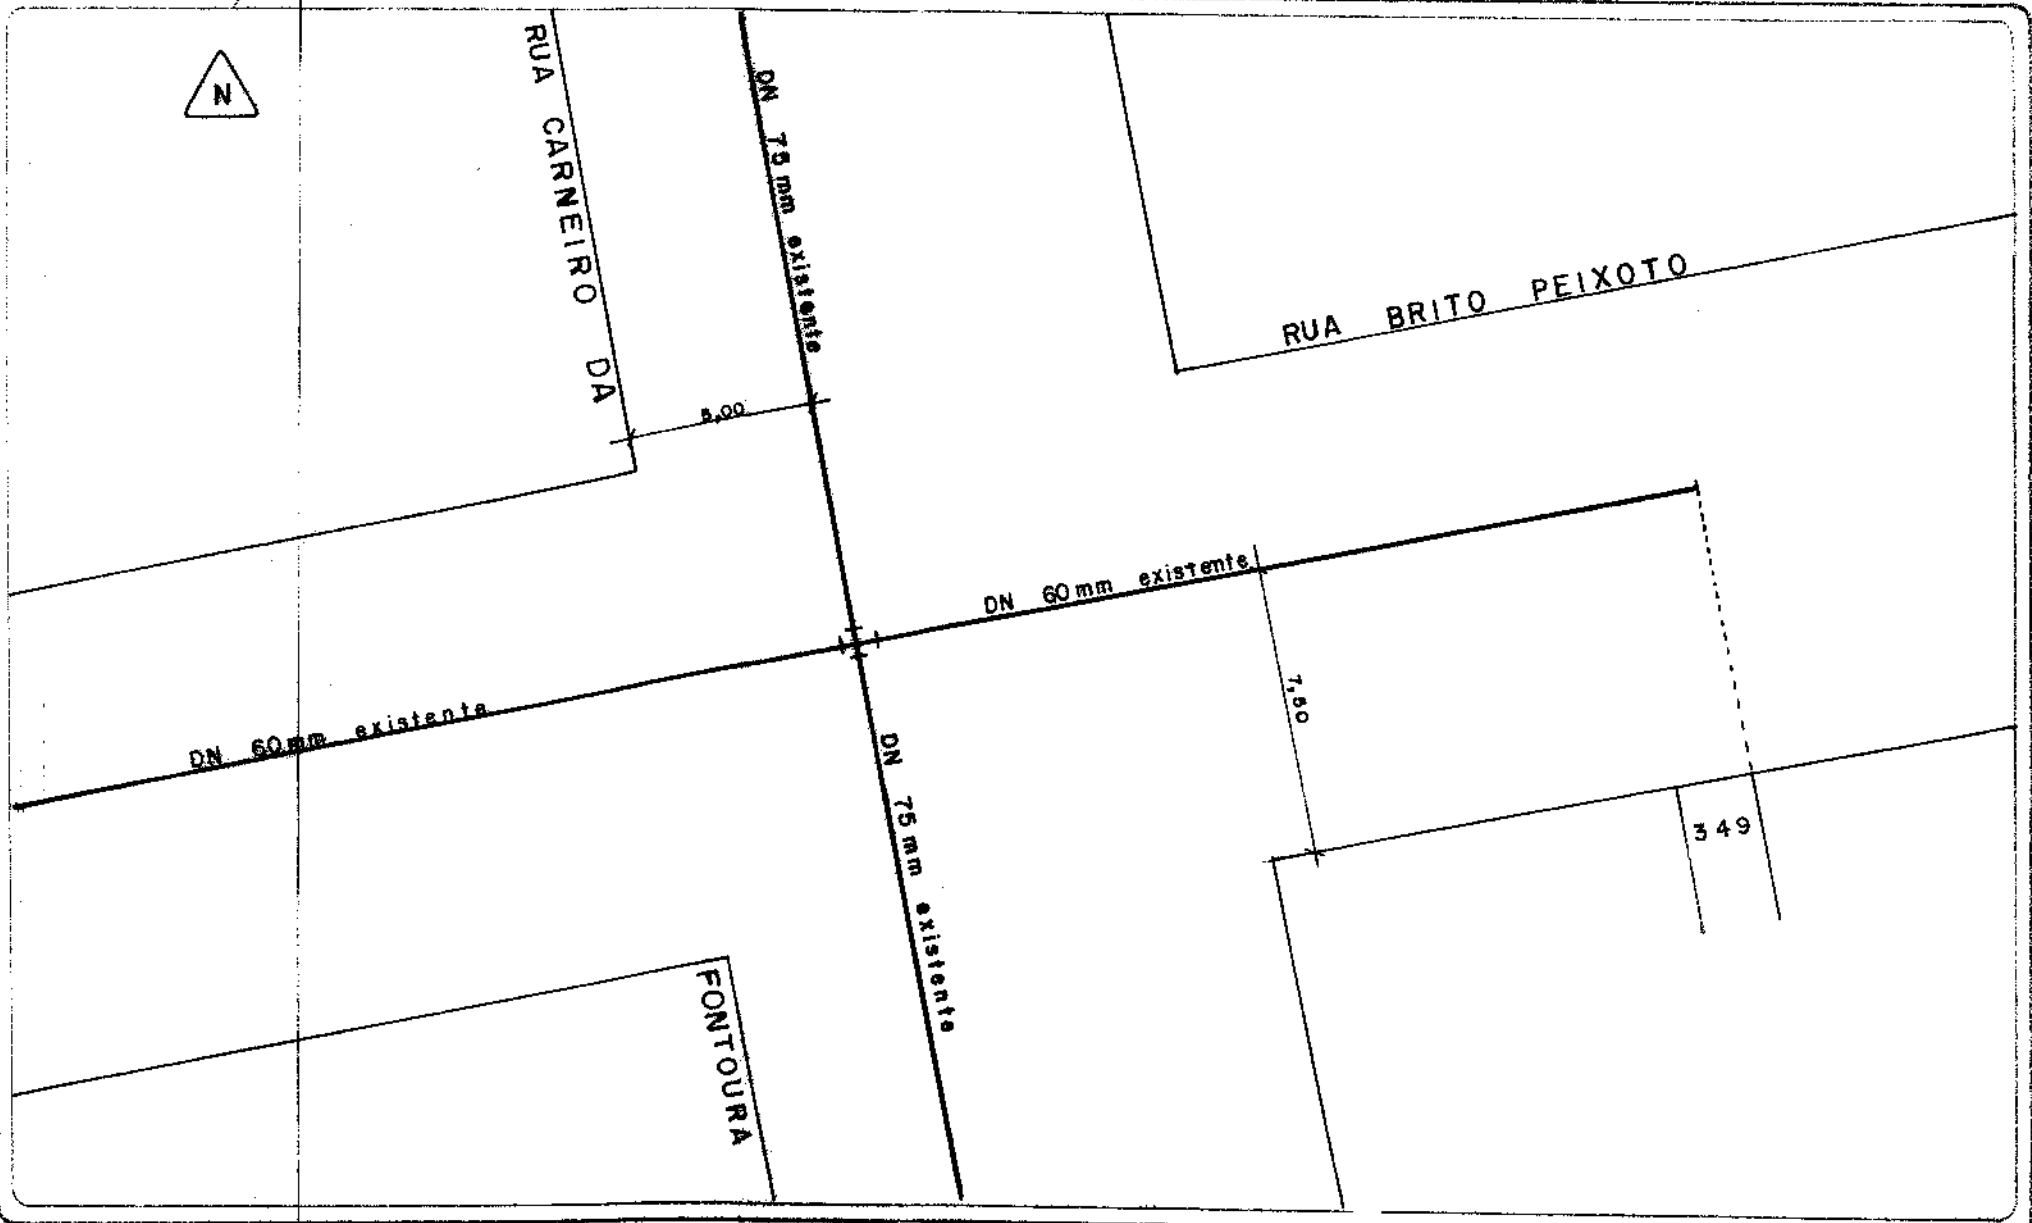 N
RUA CARNEIRO DA
DN 75 mm existente
RUA BRITO PEIXOTO
5,00
DN 60 mm existente
DN 60 mm existente
7,50
DN 75 mm existente
349
FONTOURA